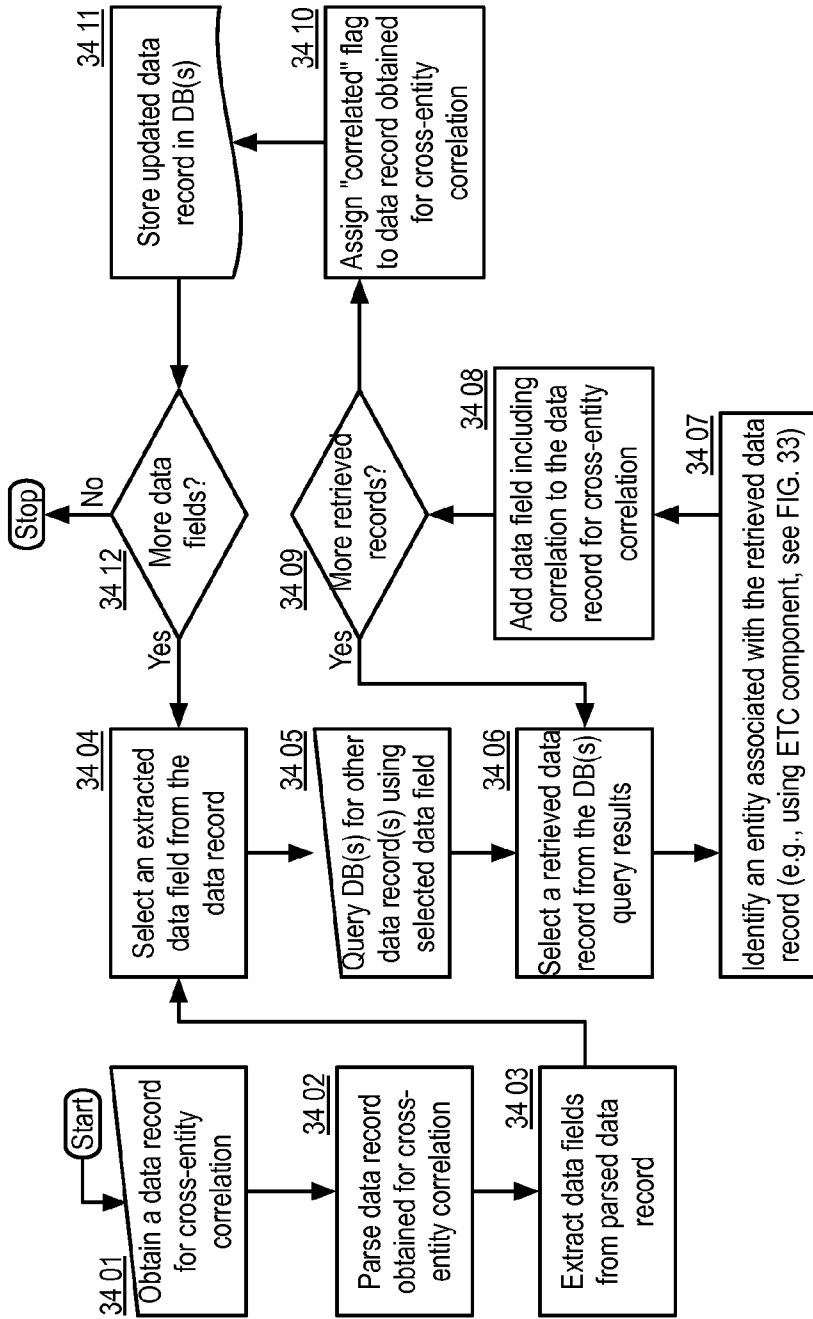 Start
34 01
Obtain a data record
for cross-entity
correlation
34 02
Parse data record
obtained for cross-
entity correlation
34 03
Extract data fields
from parsed data
record
34 04
Select an extracted
data field from the
data record
34 05
Query DB(s) for other
data record(s) using
selected data field
34 06
Select a retrieved data
record from the DB(s)
query results
34 07
Identify an entity associated with the retrieved data
record (e.g., using ETC component, see FIG. 33)
34 08
Add data field including
correlation to the data
record for cross-entity
correlation
34 09
More retrieved
records?
Yes
34 10
Assign "correlated" flag
to data record obtained
for cross-entity
correlation
34 11
Store updated data
record in DB(s)
34 12
More data
fields?
Yes
No
Stop